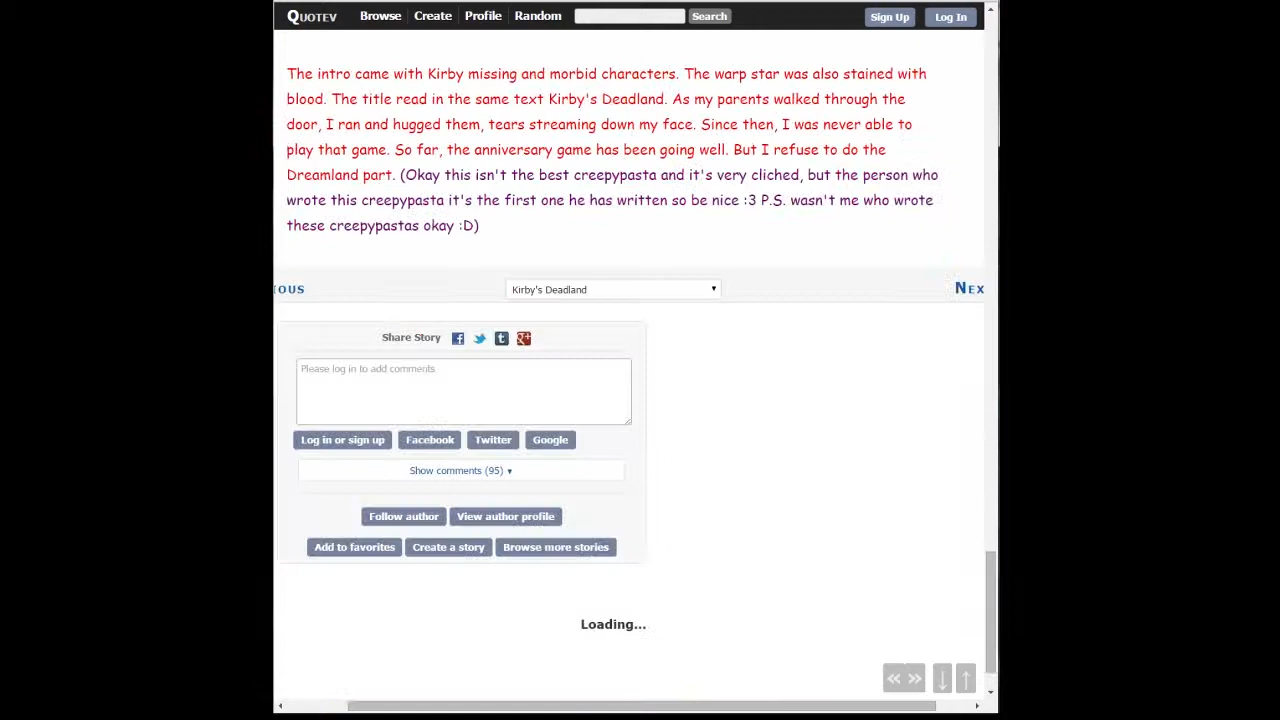 Quotev Browse Create Profile Random Search Sign Up Log In
The intro came with Kirby missing and morbid characters. The warp star was also stained with
blood. The title read in the same text Kirby's Deadland. As my parents walked through the
door, I ran and hugged them, tears streaming down my face. Since then, I was never able to
play that game. So far, the anniversary game has been going well. But I refuse to do the
Dreamland part. (Okay this isn't the best creepypasta and it's very cliched, but the person who
wrote this creepypasta it's the first one he has written so be nice :3 P.S. wasn't me who wrote
these creepypastas okay :D)
IOUS Kirby's Deadland NEX
Share Story
Please log in to add comments
Log in or sign up Facebook Twitter Google
Show comments (95) ▾
Follow author View author profile
Add to favorites Create a story Browse more stories
Loading...